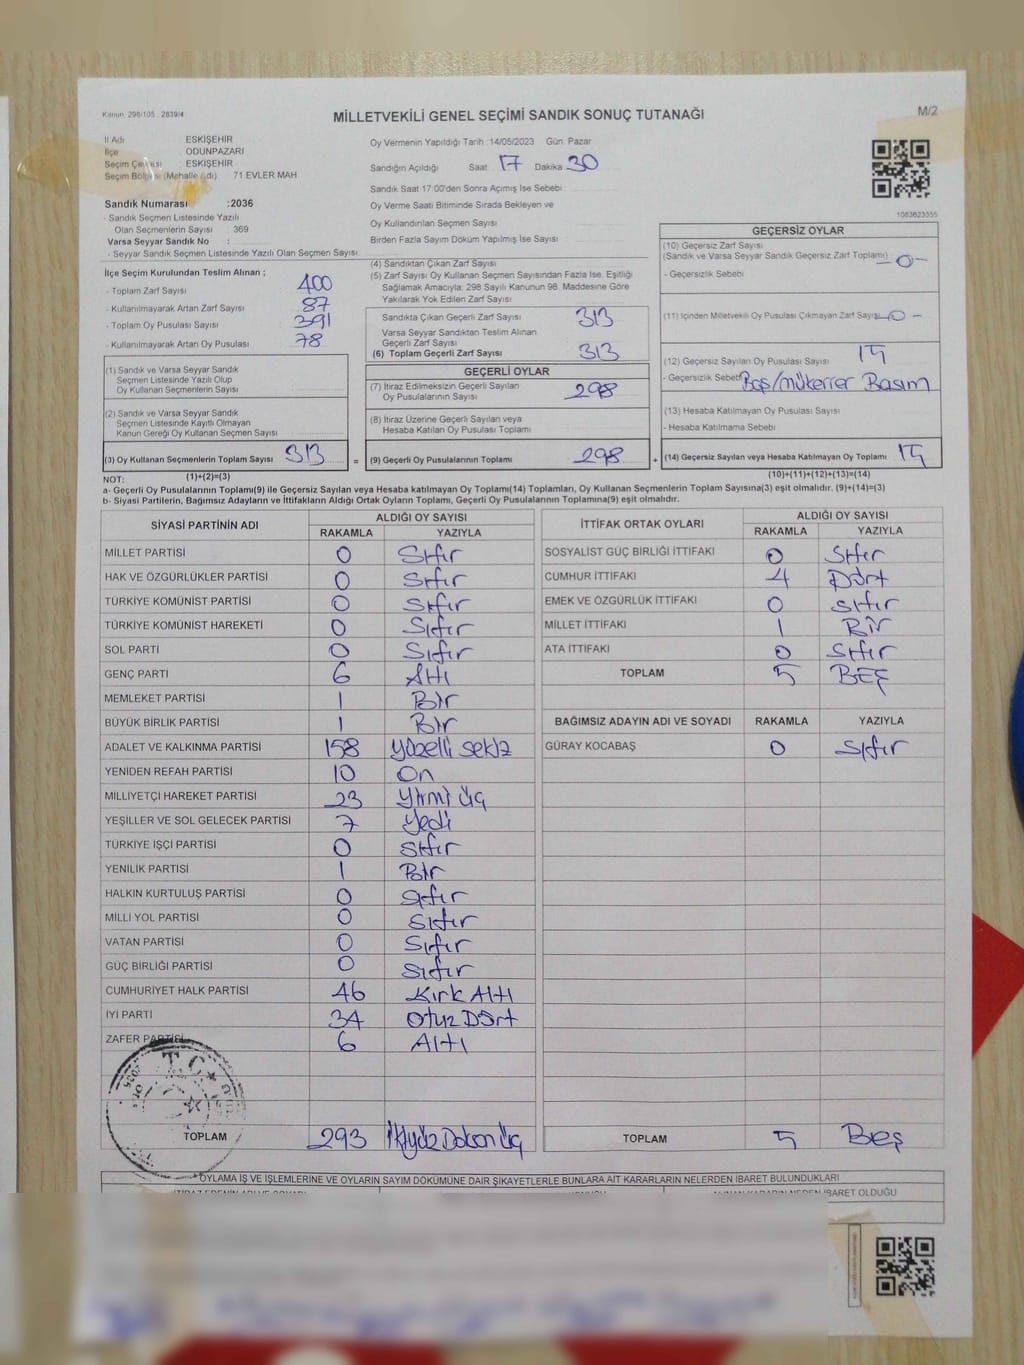 Kanun: 298/105 , 2839/4
MİLLETVEKİLİ GENEL SEÇİMİ SANDIK SONUÇ TUTANAĞI
M/2
İl Adı ESKİŞEHİR
İlçe ODUNPAZARI
Seçim Çevresi ESKİŞEHİR
Seçim Bölgesi (Mahalle Adı) 71 EVLER MAH
Sandık Numarası :2036
- Sandık Seçmen Listesinde Yazılı
Olan Seçmenlerin Sayısı : 369
Varsa Seyyar Sandık No :
- Seyyar Sandık Seçmen Listesinde Yazılı Olan Seçmen Sayısı:
Oy Vermenin Yapıldığı Tarih : 14/05/2023 Gün: Pazar
Sandığın Açıldığı Saat 17 Dakika 30
Sandık Saat 17:00'den Sonra Açılmış İse Sebebi :
Oy Verme Saati Bitiminde Sırada Bekleyen ve
Oy Kullandırılan Seçmen Sayısı
Birden Fazla Sayım Döküm Yapılmış İse Sayısı :
1083623355
İlçe Seçim Kurulundan Teslim Alınan ;
- Toplam Zarf Sayısı 400
- Kullanılmayarak Artan Zarf Sayısı 87
- Toplam Oy Pusulası Sayısı 391
- Kullanılmayarak Artan Oy Pusulası 78
(1) Sandık ve Varsa Seyyar Sandık
Seçmen Listesinde Yazılı Olup
Oy Kullanan Seçmenlerin Sayısı
(2) Sandık ve Varsa Seyyar Sandık
Seçmen Listesinde Kayıtlı Olmayan
Kanun Gereği Oy Kullanan Seçmen Sayısı
(3) Oy Kullanan Seçmenlerin Toplam Sayısı 313 =
(1)+(2)=(3)
(4) Sandıktan Çıkan Zarf Sayısı
(5) Zarf Sayısı Oy Kullanan Seçmen Sayısından Fazla İse, Eşitliği
Sağlamak Amacıyla; 298 Sayılı Kanunun 98. Maddesine Göre
Yakılarak Yok Edilen Zarf Sayısı
Sandıkta Çıkan Geçerli Zarf Sayısı 313
Varsa Seyyar Sandıktan Teslim Alınan
Geçerli Zarf Sayısı
(6) Toplam Geçerli Zarf Sayısı 313
GEÇERLİ OYLAR
(7) İtiraz Edilmeksizin Geçerli Sayılan
Oy Pusulalarının Sayısı 298
(8) İtiraz Üzerine Geçerli Sayılan veya
Hesaba Katılan Oy Pusulası Toplamı
(9) Geçerli Oy Pusulalarının Toplamı 298 +
GEÇERSİZ OYLAR
(10) Geçersiz Zarf Sayısı
(Sandık ve Varsa Seyyar Sandık Geçersiz Zarf Toplamı) - 0 -
- Geçersizlik Sebebi
(11) İçinden Milletvekili Oy Pusulası Çıkmayan Zarf Sayısı - 0 -
(12) Geçersiz Sayılan Oy Pusulası Sayısı 15
- Geçersizlik Sebebi Boş/mükerrer Basım
(13) Hesaba Katılmayan Oy Pusulası Sayısı
- Hesaba Katılmama Sebebi
(14) Geçersiz Sayılan veya Hesaba Katılmayan Oy Toplamı 15
(10)+(11)+(12)+(13)=(14)
NOT:
a- Geçerli Oy Pusulalarının Toplamı(9) ile Geçersiz Sayılan veya Hesaba katılmayan Oy Toplamı(14) Toplamları, Oy Kullanan Seçmenlerin Toplam Sayısına(3) eşit olmalıdır. (9)+(14)=(3)
b- Siyasi Partilerin, Bağımsız Adayların ve İttifakların Aldığı Ortak Oyların Toplamı, Geçerli Oy Pusulalarının Toplamına(9) eşit olmalıdır.
SİYASİ PARTİNİN ADI ALDIĞI OY SAYISI
RAKAMLA YAZIYLA
MİLLET PARTİSİ 0 Sıfır
HAK VE ÖZGÜRLÜKLER PARTİSİ 0 Sıfır
TÜRKİYE KOMÜNİST PARTİSİ 0 Sıfır
TÜRKİYE KOMÜNİST HAREKETİ 0 Sıfır
SOL PARTİ 0 Sıfır
GENÇ PARTİ 6 Altı
MEMLEKET PARTİSİ 1 Bir
BÜYÜK BİRLİK PARTİSİ 1 Bir
ADALET VE KALKINMA PARTİSİ 158 yüzelli sekiz
YENİDEN REFAH PARTİSİ 10 On
MİLLİYETÇİ HAREKET PARTİSİ 23 Yirmi üç
YEŞİLLER VE SOL GELECEK PARTİSİ 7 Yedi
TÜRKİYE İŞÇİ PARTİSİ 0 Sıfır
YENİLİK PARTİSİ 1 Bir
HALKIN KURTULUŞ PARTİSİ 0 Sıfır
MİLLİ YOL PARTİSİ 0 Sıfır
VATAN PARTİSİ 0 Sıfır
GÜÇ BİRLİĞİ PARTİSİ 0 Sıfır
CUMHURİYET HALK PARTİSİ 46 Kırk Altı
İYİ PARTİ 34 Otuz Dört
ZAFER PARTİSİ 6 Altı
T.C.
TOPLAM 293 İkiyüz Doksan Üç
İTTİFAK ORTAK OYLARI ALDIĞI OY SAYISI
RAKAMLA YAZIYLA
SOSYALİST GÜÇ BİRLİĞİ İTTİFAKI 0 Sıfır
CUMHUR İTTİFAKI 4 Dört
EMEK VE ÖZGÜRLÜK İTTİFAKI 0 Sıfır
MİLLET İTTİFAKI 1 Bir
ATA İTTİFAKI 0 Sıfır
TOPLAM 5 BEŞ
BAĞIMSIZ ADAYIN ADI VE SOYADI RAKAMLA YAZIYLA
GÜRAY KOCABAŞ 0 Sıfır
TOPLAM 5 Beş
OYLAMA İŞ VE İŞLEMLERİNE VE OYLARIN SAYIM DÖKÜMÜNE DAİR ŞİKAYETLERLE BUNLARA AİT KARARLARIN NELERDEN İBARET BULUNDUKLARI
İBARET OLDUĞU